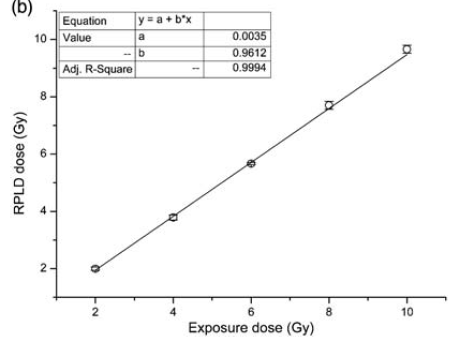 (b)
Equation y = a + b*x
Value a 0.0035
-- b 0.9612
Adj. R-Square -- 0.9994
10
8
6
4
2
RPLD dose (Gy)
2 4 6 8 10
Exposure dose (Gy)